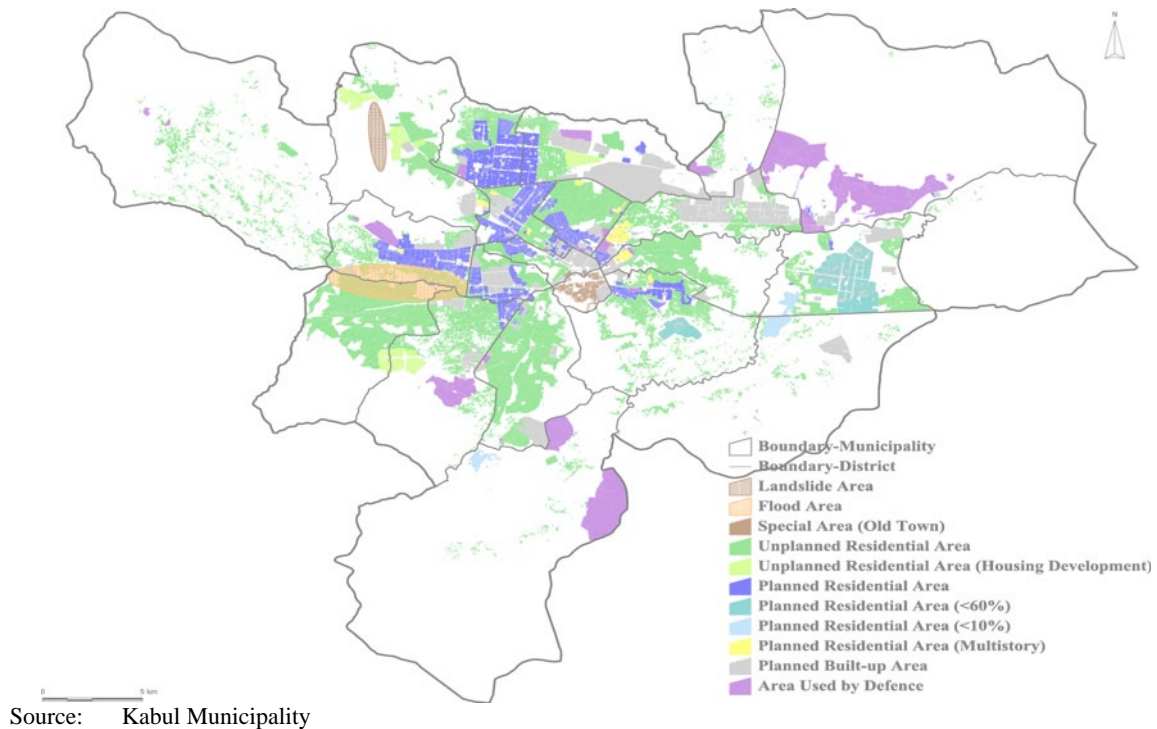 N
Boundary-Municipality
Boundary-District
Landslide Area
Flood Area
Special Area (Old Town)
Unplanned Residential Area
Unplanned Residential Area (Housing Development)
Planned Residential Area
Planned Residential Area (<60%)
Planned Residential Area (<10%)
Planned Residential Area (Multistory)
Planned Built-up Area
Area Used by Defence
0 5 km
Source: Kabul Municipality